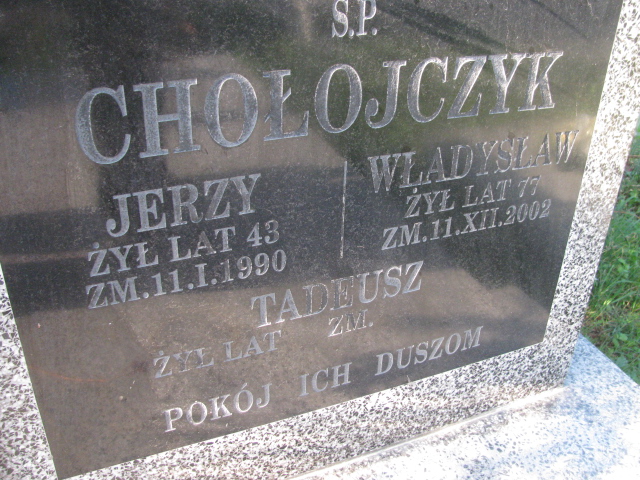 Ś.P.
CHOŁOJCZYK
JERZY
ŻYŁ LAT 43
ZM.11.I.1990
WŁADYSŁAW
ŻYŁ LAT 77
ZM.11.XII.2002
TADEUSZ
ŻYŁ LAT ZM.
POKÓJ ICH DUSZOM